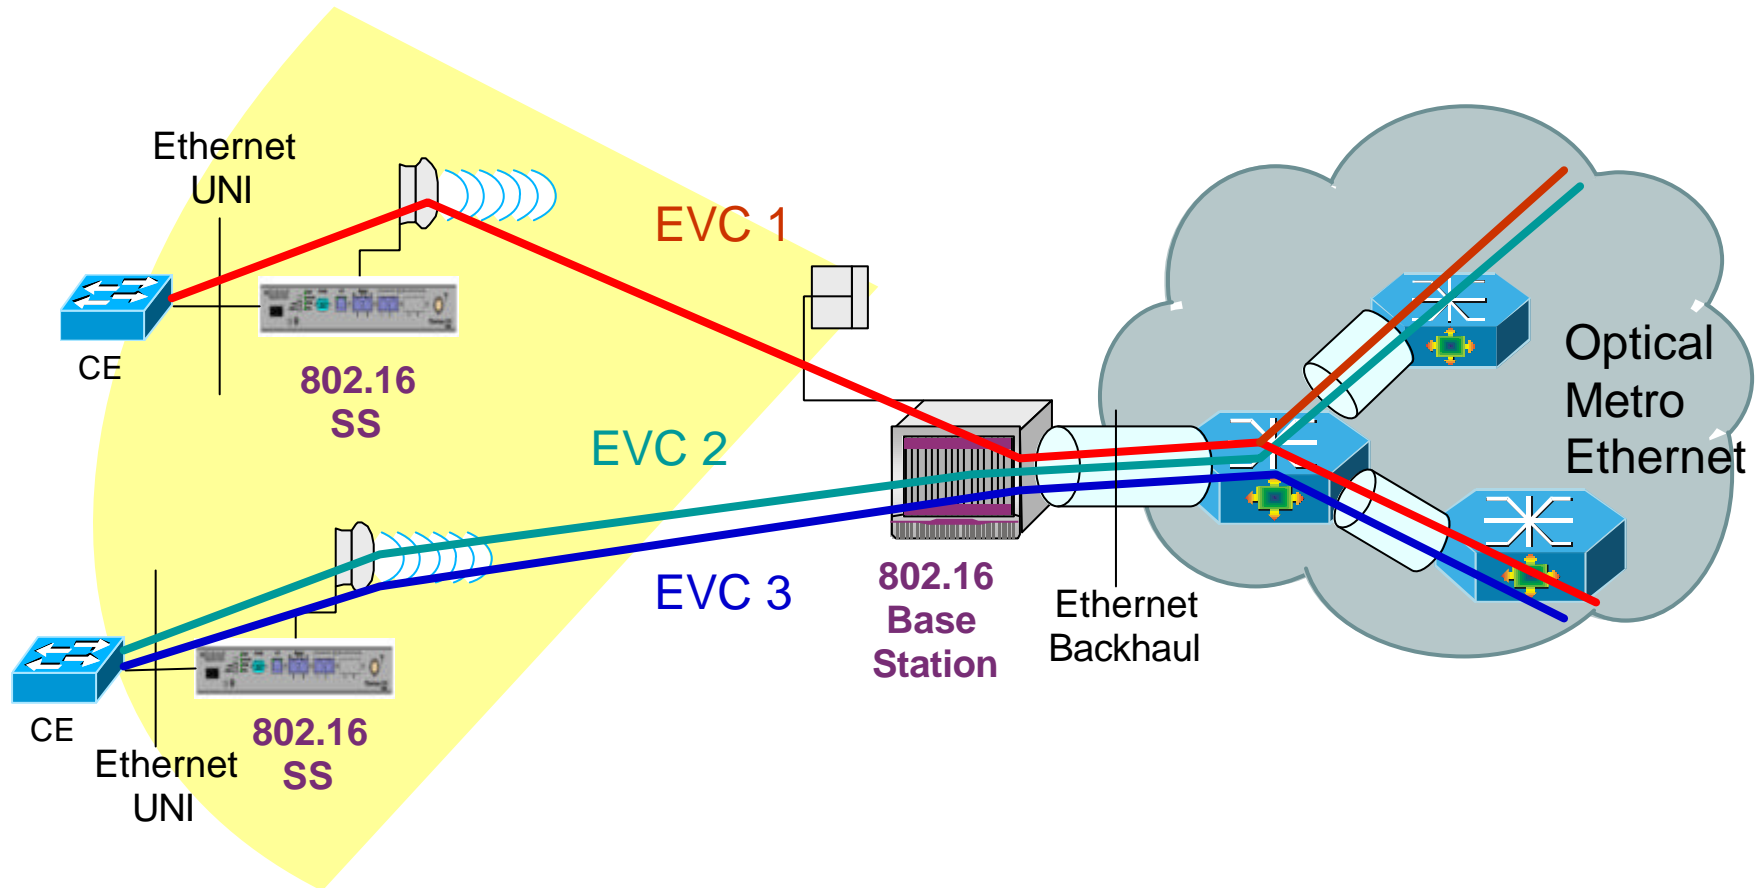 Ethernet
UNI
EVC 1
CE
802.16
SS
Optical
Metro
Ethernet
EVC 2
802.16
Base
Station
EVC 3
Ethernet
Backhaul
CE
802.16
SS
Ethernet
UNI